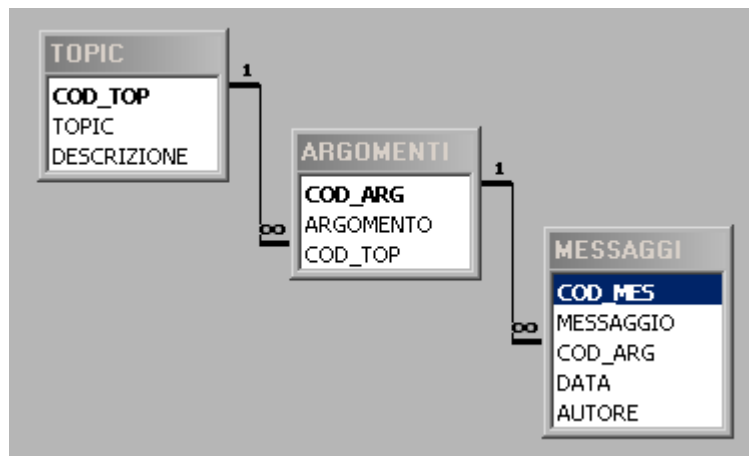 TOPIC
COD_TOP
TOPIC
DESCRIZIONE
1
∞
ARGOMENTI
COD_ARG
ARGOMENTO
COD_TOP
1
∞
MESSAGGI
COD_MES
MESSAGGIO
COD_ARG
DATA
AUTORE